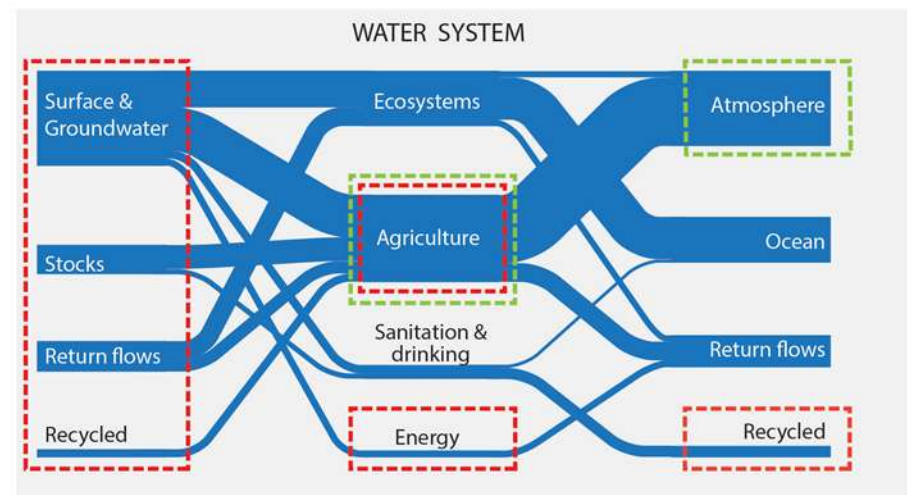 WATER SYSTEM
Surface &
Groundwater
Stocks
Return flows
Recycled
Ecosystems
Agriculture
Sanitation &
drinking
Energy
Atmosphere
Ocean
Return flows
Recycled